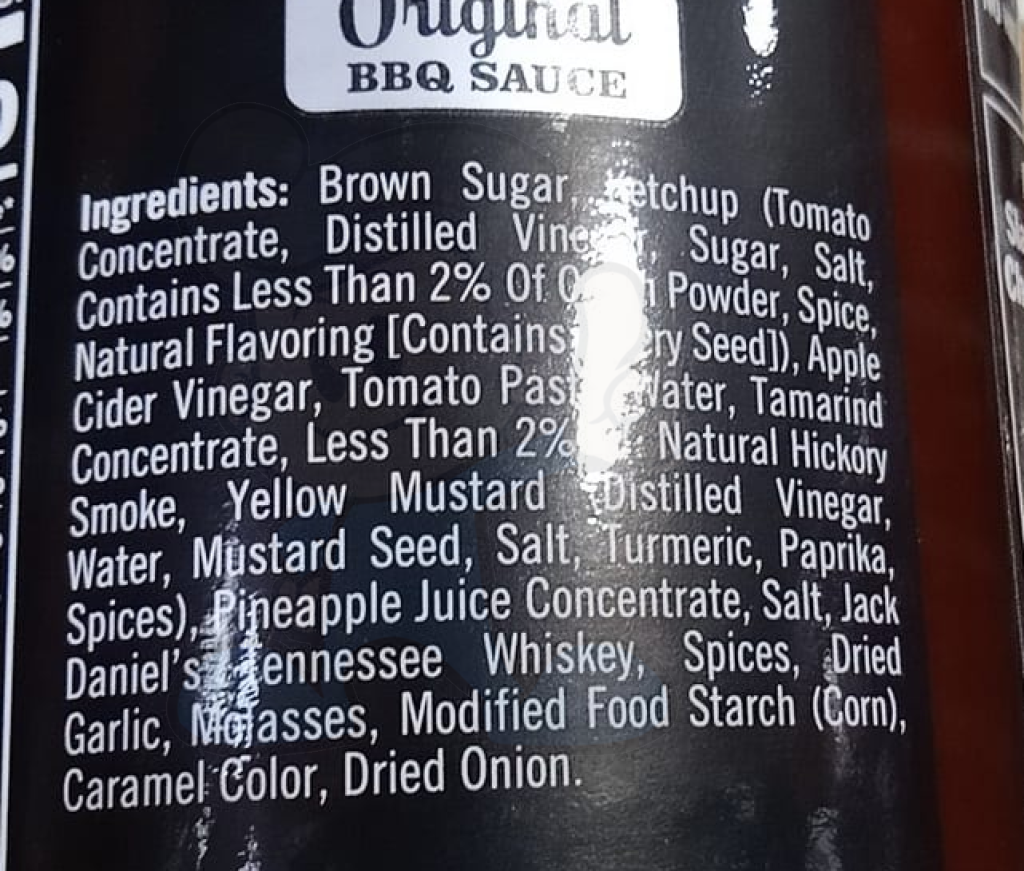 Original
BBQ SAUCE
Ingredients: Brown Sugar, Ketchup (Tomato
Concentrate, Distilled Vinegar, Sugar, Salt,
Contains Less Than 2% Of Powder, Spice,
Natural Flavoring [Contains Seed]), Apple
Cider Vinegar, Tomato Paste, Water, Tamarind
Concentrate, Less Than 2% Natural Hickory
Smoke, Yellow Mustard (Distilled Vinegar,
Water, Mustard Seed, Salt, Turmeric, Paprika,
Spices), Pineapple Juice Concentrate, Salt, Jack
Daniel's Tennessee Whiskey, Spices, Dried
Garlic, Molasses, Modified Food Starch (Corn),
Caramel Color, Dried Onion.